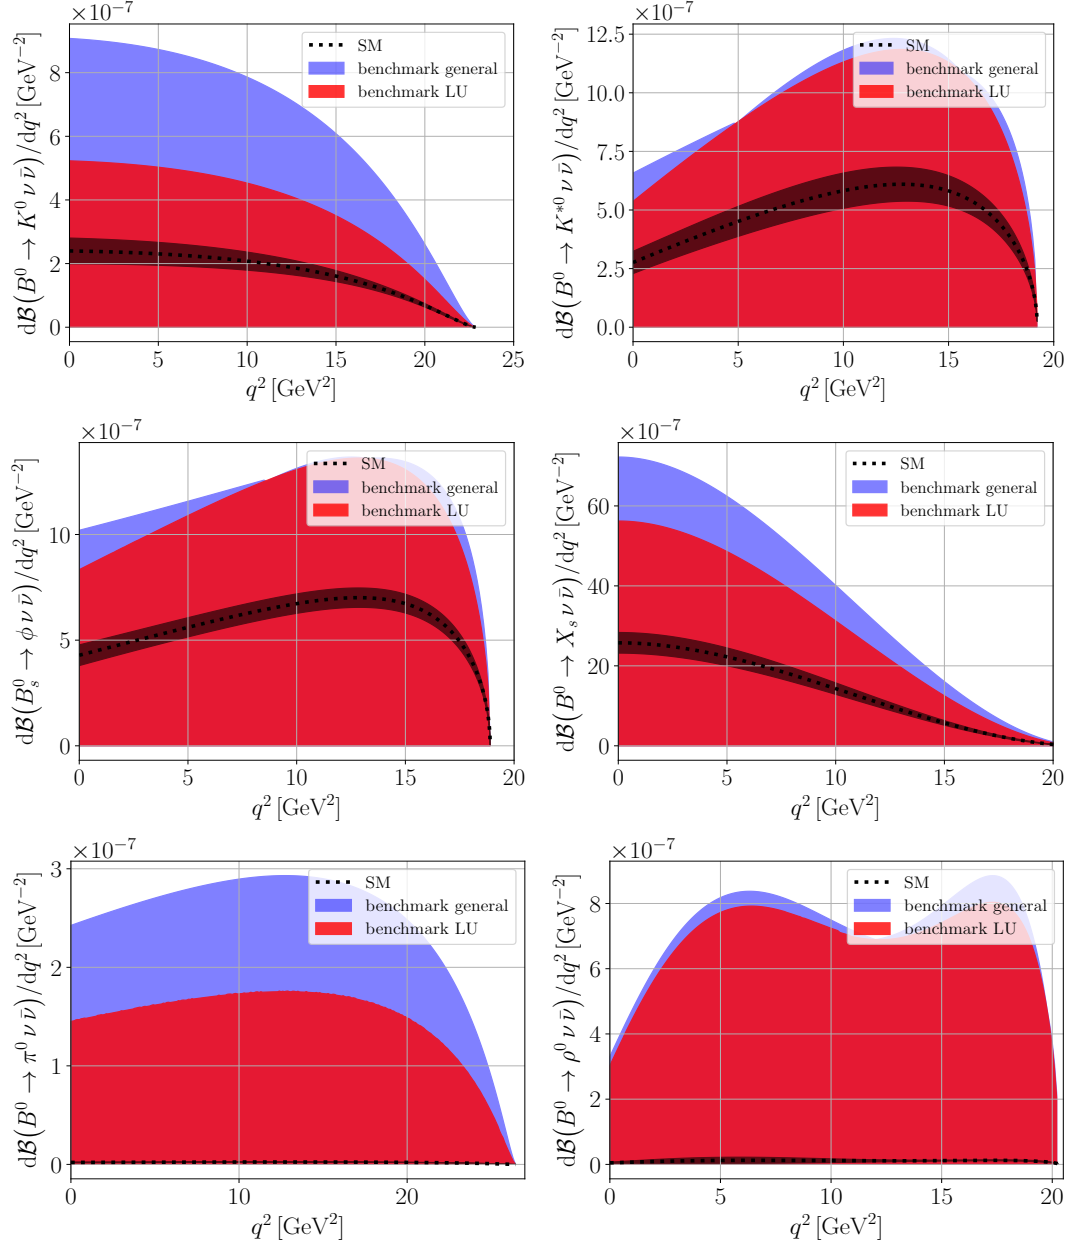 ×10⁻⁷
dℬ(B⁰ → K⁰ ν ν̄)/dq² [GeV⁻²]
8
6
4
2
0
SM
benchmark general
benchmark LU
0 5 10 15 20 25
q² [GeV²]
×10⁻⁷
dℬ(B⁰ → K*⁰ ν ν̄)/dq² [GeV⁻²]
12.5
10.0
7.5
5.0
2.5
0.0
SM
benchmark general
benchmark LU
0 5 10 15 20
q² [GeV²]
×10⁻⁷
dℬ(B⁰ₛ → ϕ ν ν̄)/dq² [GeV⁻²]
10
5
0
SM
benchmark general
benchmark LU
0 5 10 15 20
q² [GeV²]
×10⁻⁷
dℬ(B⁰ → Xₛ ν ν̄)/dq² [GeV⁻²]
60
40
20
0
SM
benchmark general
benchmark LU
0 5 10 15 20
q² [GeV²]
×10⁻⁷
dℬ(B⁰ → π⁰ ν ν̄)/dq² [GeV⁻²]
3
2
1
0
SM
benchmark general
benchmark LU
0 10 20
q² [GeV²]
×10⁻⁷
dℬ(B⁰ → ρ⁰ ν ν̄)/dq² [GeV⁻²]
8
6
4
2
0
SM
benchmark general
benchmark LU
0 5 10 15 20
q² [GeV²]